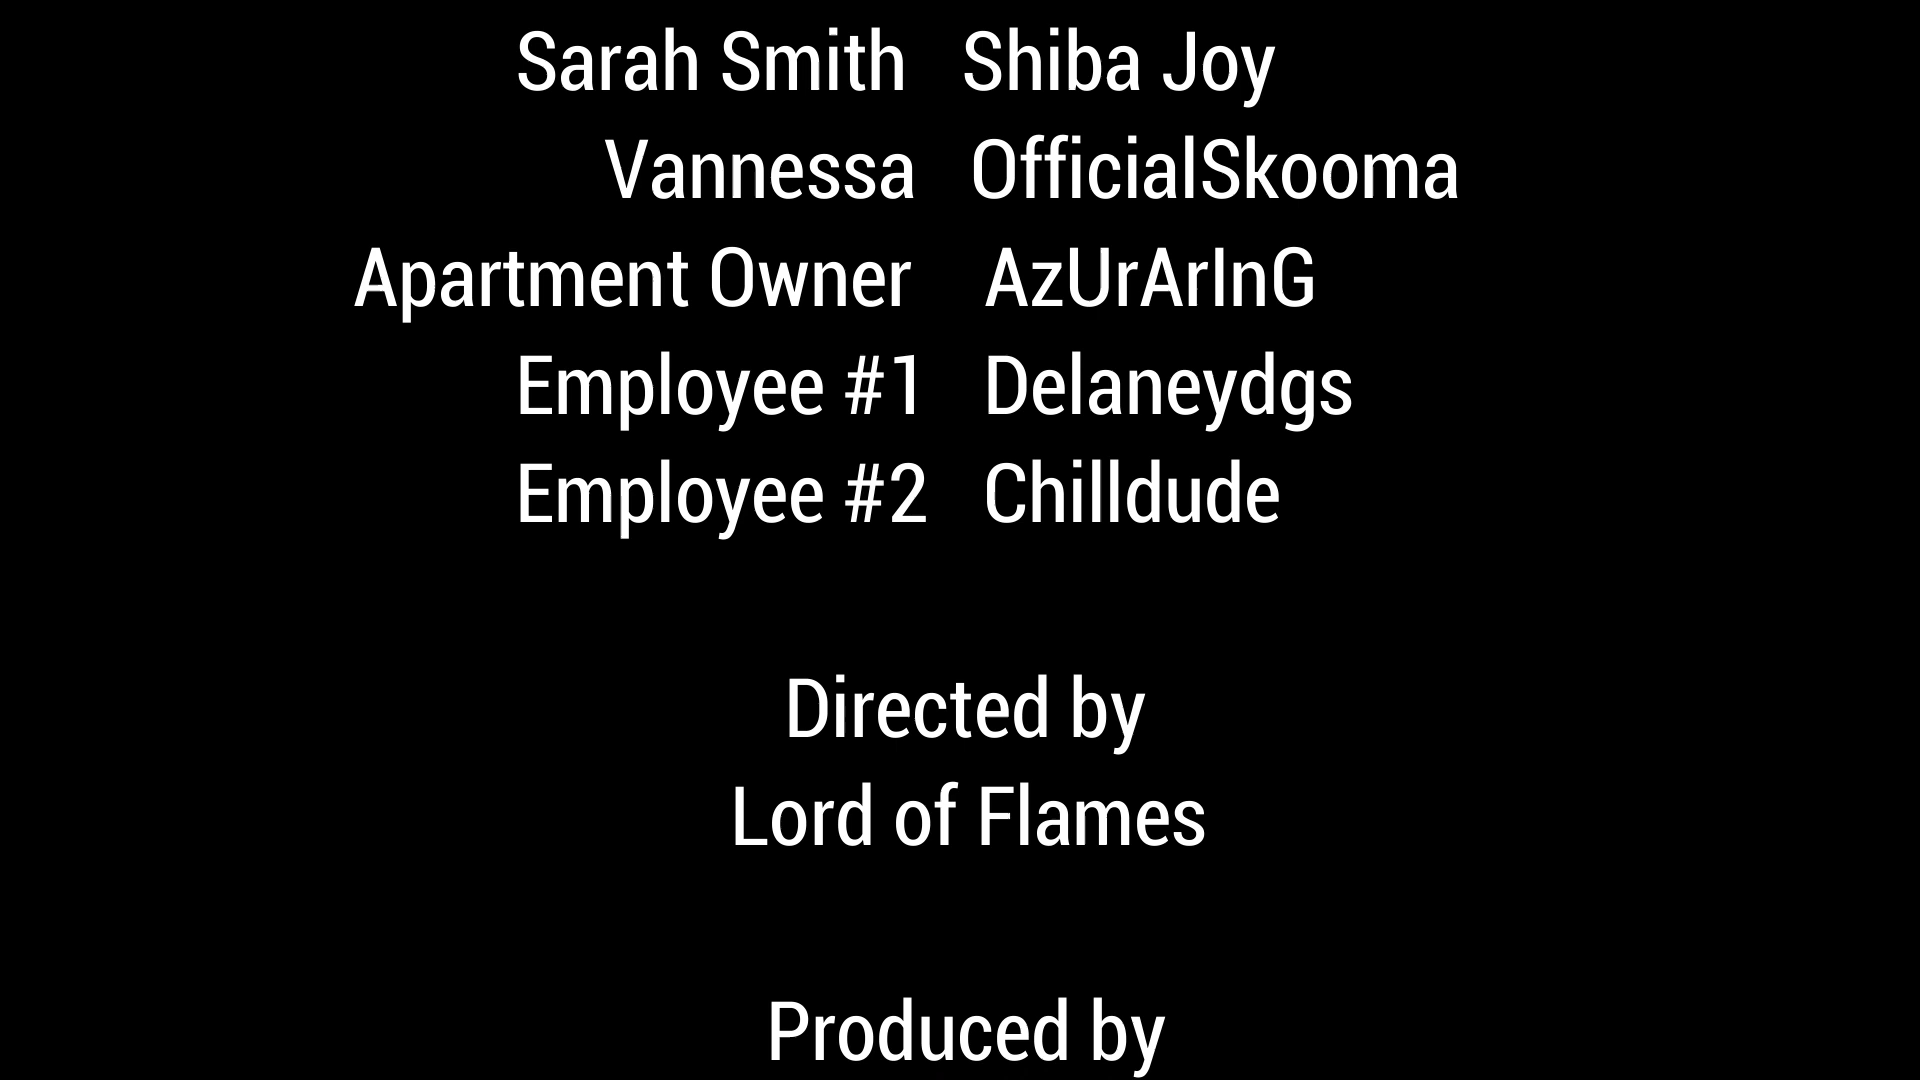 Sarah Smith Shiba Joy
Vannessa OfficialSkooma
Apartment Owner AzUrArInG
Employee #1 Delaneydgs
Employee #2 Chilldude
Directed by
Lord of Flames
Produced by